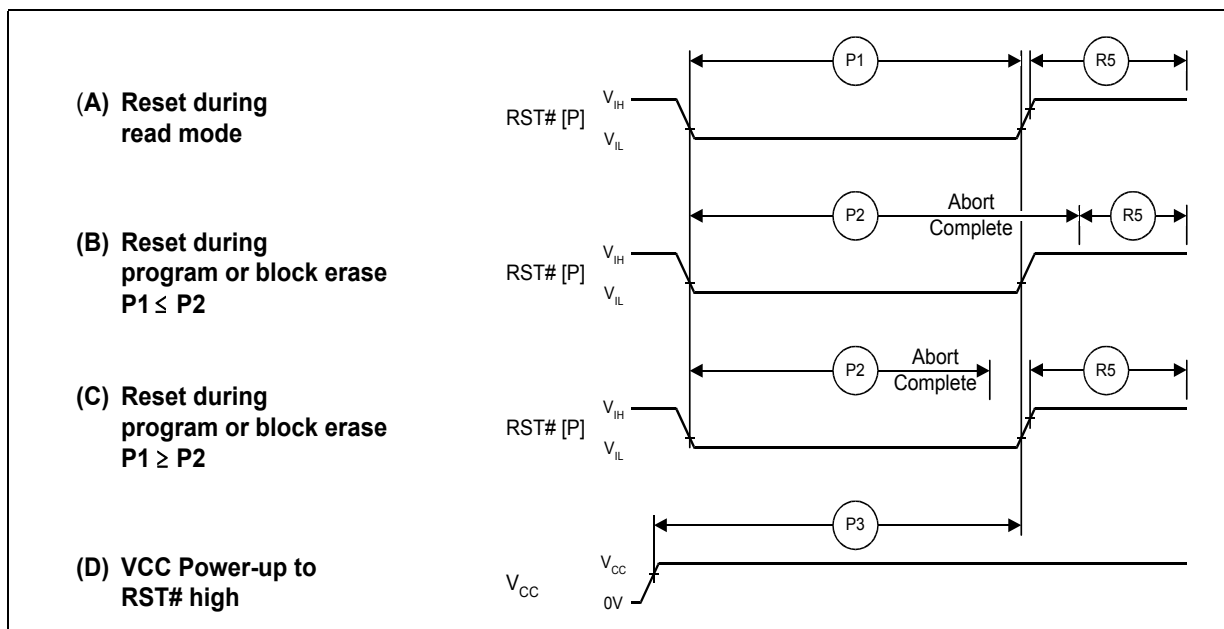 P1 R5
(A) Reset during
read mode
RST# [P]
VIH
VIL
P2 Abort
Complete R5
(B) Reset during
program or block erase
P1 ≤ P2
RST# [P]
VIH
VIL
P2 Abort
Complete R5
(C) Reset during
program or block erase
P1 ≥ P2
RST# [P]
VIH
VIL
P3
(D) VCC Power-up to
RST# high
VCC
VCC
0V